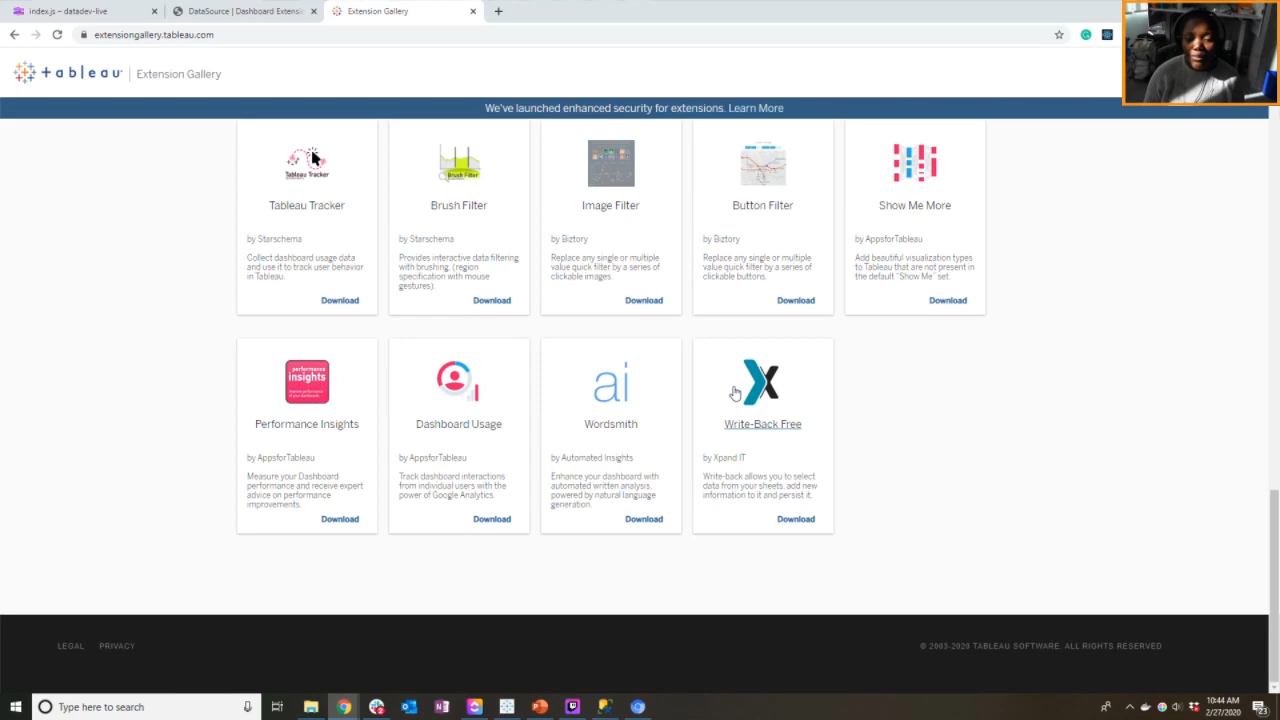 index.js – datadev-live
DataSource | Dashboard Extensio
Extension Gallery
extensiongallery.tableau.com
tableau
Extension Gallery
We've launched enhanced security for extensions. Learn More
Tableau Tracker
Tableau Tracker
by Starschema
Collect dashboard usage data
and use it to track user behavior
in Tableau.
Download
Brush Filter
Brush Filter
by Starschema
Provides interactive data filtering
with brushing. (region
specification with mouse
gestures).
Download
Image Filter
by Biztory
Replace any single or multiple
value quick filter by a series of
clickable images.
Download
Button Filter
by Biztory
Replace any single or multiple
value quick filter by a series of
clickable buttons.
Download
Show Me More
by AppsforTableau
Add beautiful visualization types
to Tableau that are not present in
the default "Show Me" set.
Download
performance
insights
Performance Insights
by AppsforTableau
Measure your Dashboard
performance and receive expert
advice on performance
improvements.
Download
Dashboard Usage
by AppsforTableau
Track dashboard interactions
from individual users with the
power of Google Analytics.
Download
ai
Wordsmith
by Automated Insights
Enhance your dashboard with
automated written analysis,
powered by natural language
generation.
Download
Write-Back Free
by Xpand IT
Write-back allows you to select
data from your sheets, add new
information to it and persist it.
Download
LEGAL
PRIVACY
© 2003-2020 TABLEAU SOFTWARE. ALL RIGHTS RESERVED
Type here to search
10:44 AM
2/27/2020
23